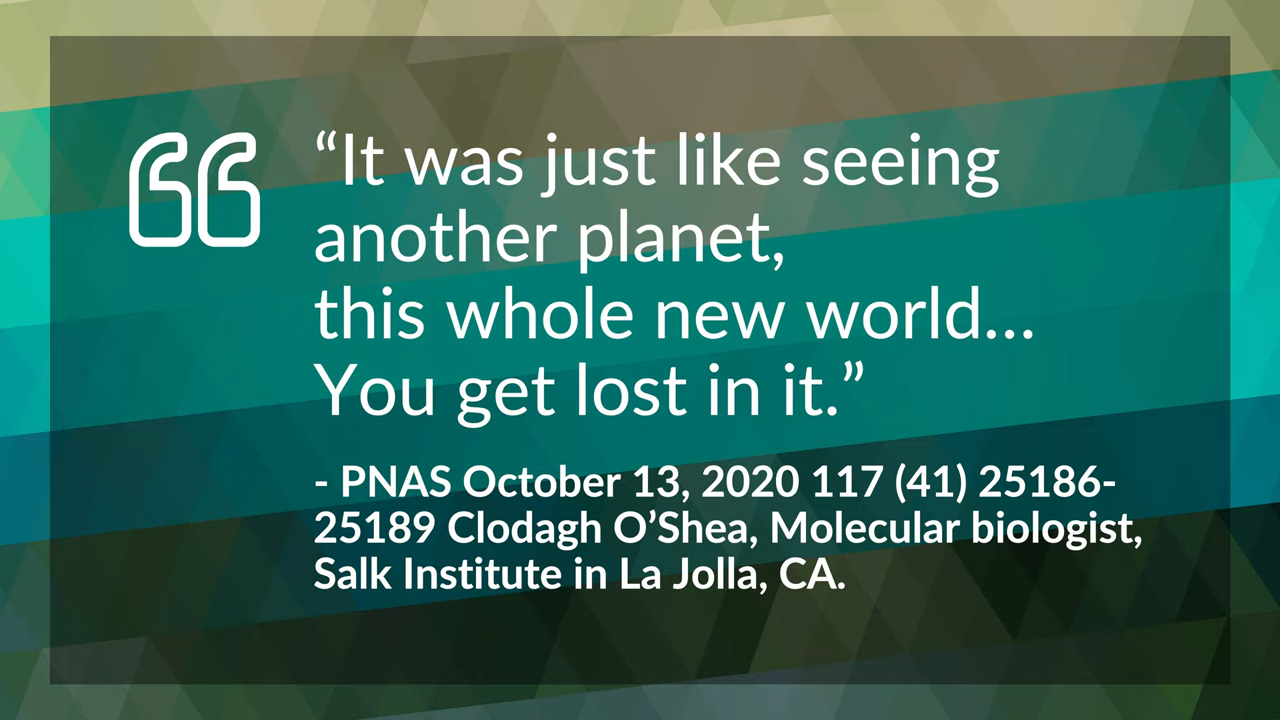 “It was just like seeing
another planet,
this whole new world...
You get lost in it.”
- PNAS October 13, 2020 117 (41) 25186-
25189 Clodagh O’Shea, Molecular biologist,
Salk Institute in La Jolla, CA.